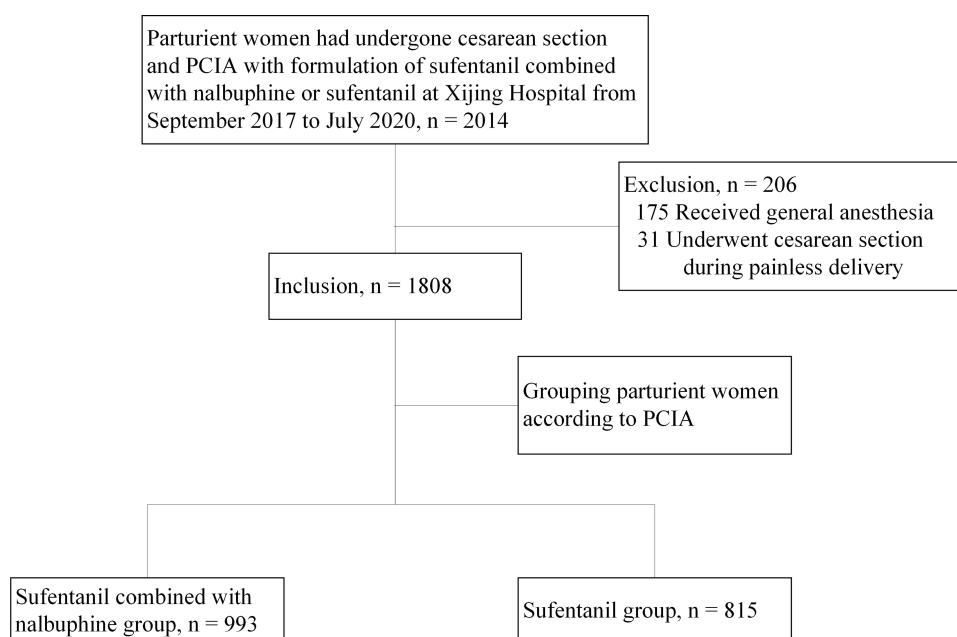 Parturient women had undergone cesarean section
and PCIA with formulation of sufentanil combined
with nalbuphine or sufentanil at Xijing Hospital from
September 2017 to July 2020, n = 2014
Exclusion, n = 206
175 Received general anesthesia
31 Underwent cesarean section
during painless delivery
Inclusion, n = 1808
Grouping parturient women
according to PCIA
Sufentanil combined with
nalbuphine group, n = 993
Sufentanil group, n = 815